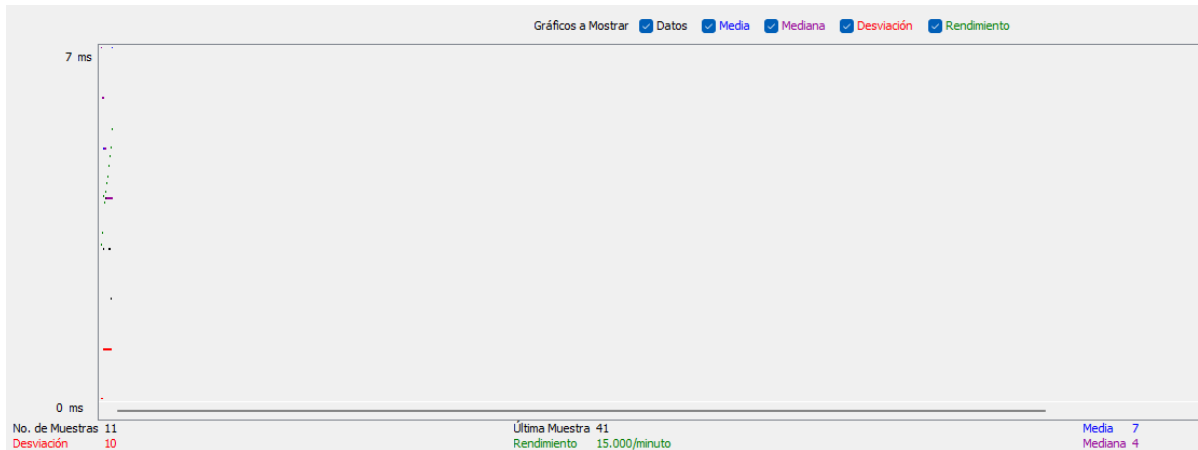 Gráficos a Mostrar Datos Media Mediana Desviación Rendimiento
7 ms
0 ms
No. de Muestras 11 Última Muestra 41 Media 7
Desviación 10 Rendimiento 15.000/minuto Mediana 4